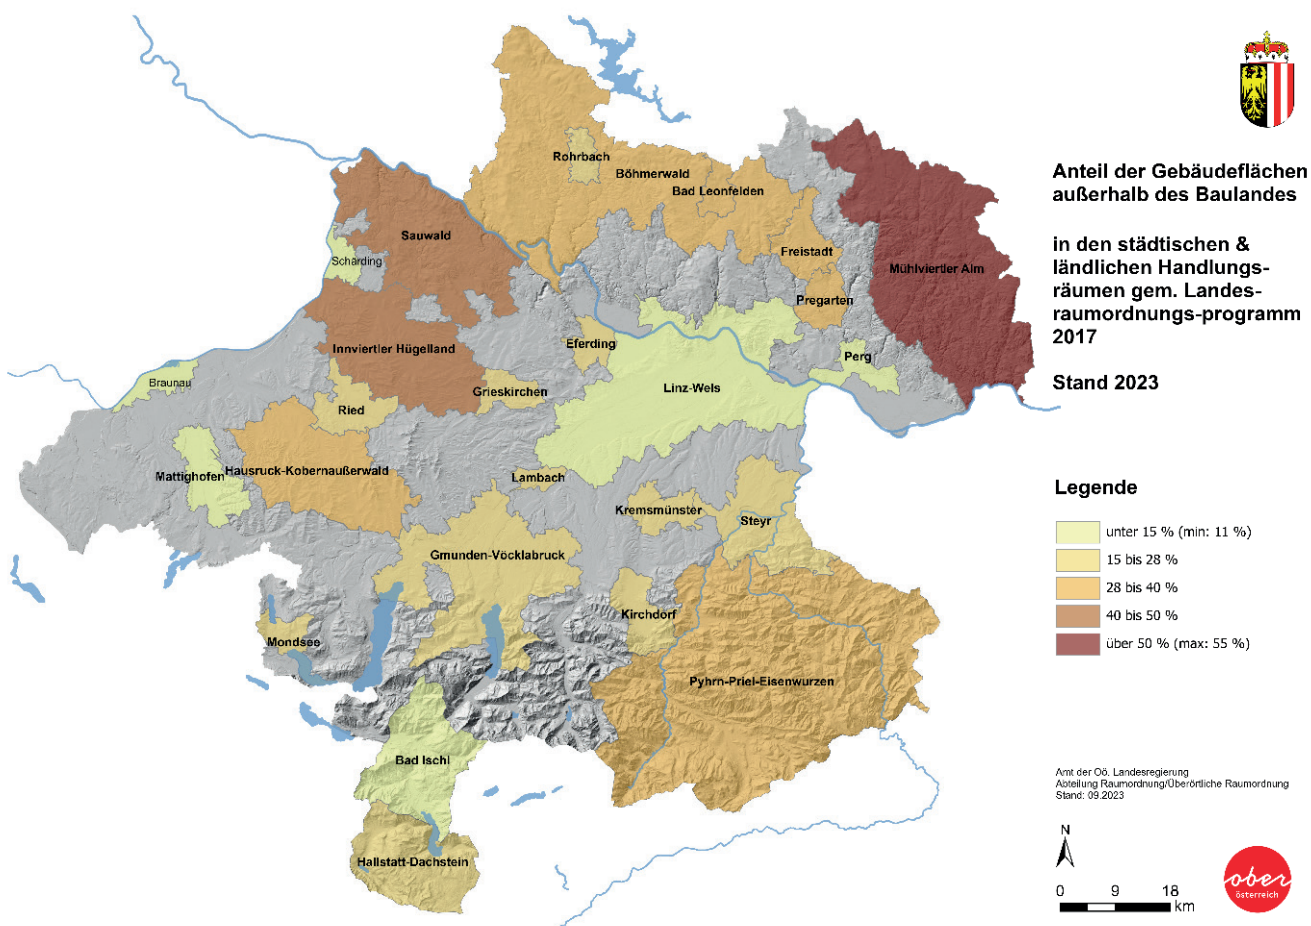 Anteil der Gebäudeflächen
außerhalb des Baulandes
in den städtischen &
ländlichen Handlungs-
räumen gem. Landes-
raumordnungs-programm
2017
Stand 2023
Rohrbach
Böhmerwald
Bad Leonfelden
Sauwald
Schärding
Freistadt
Mühlviertler Alm
Pregarten
Innviertler Hügelland
Eferding
Perg
Braunau
Grieskirchen
Linz-Wels
Ried
Mattighofen
Hausruck-Kobernaußerwald
Lambach
Kremsmünster
Steyr
Gmunden-Vöcklabruck
Kirchdorf
Mondsee
Pyhrn-Priel-Eisenwurzen
Bad Ischl
Hallstatt-Dachstein
Legende
unter 15 % (min: 11 %)
15 bis 28 %
28 bis 40 %
40 bis 50 %
über 50 % (max: 55 %)
Amt der Oö. Landesregierung
Abteilung Raumordnung/Überörtliche Raumordnung
Stand: 09.2023
N
0 9 18
km
ober
österreich